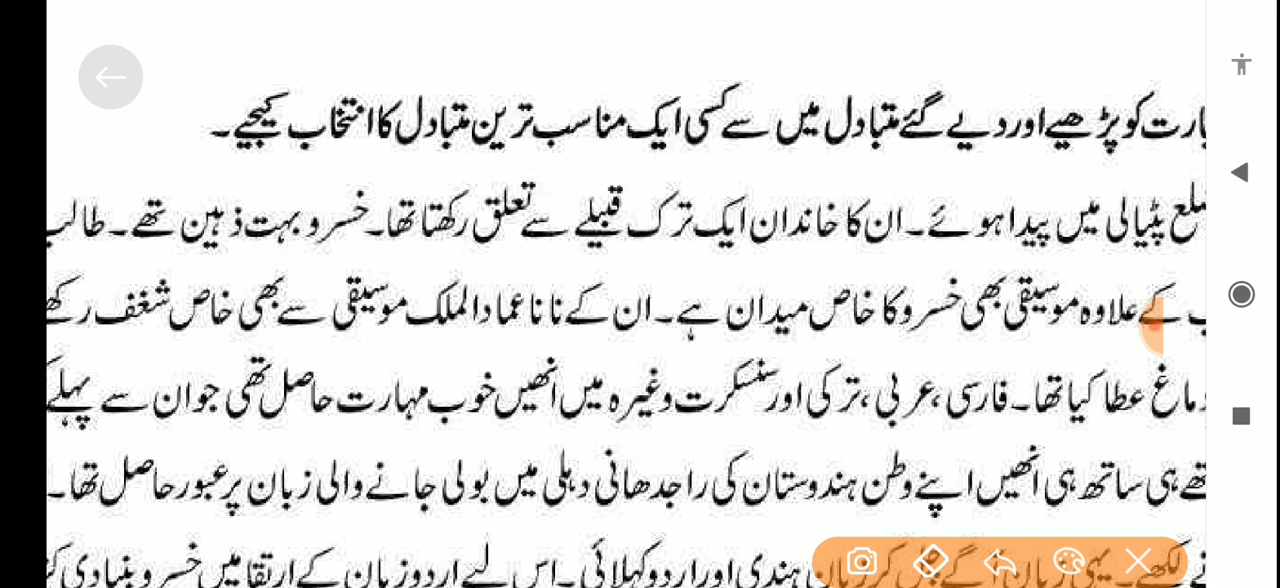 کو پڑھیے اور دیے گئے متبادل میں سے کسی ایک مناسب ترین متبادل کا انتخاب کیجیے۔
پٹیالی میں پیدا ہوئے۔ ان کا خاندان ایک ترک قبیلے سے تعلق رکھتا تھا۔ خسرو بہت ذہین تھے۔ طالب
کے علاوہ موسیقی بھی خسرو کا خاص میدان ہے۔ ان کے نانا عماد الملک موسیقی سے بھی خاص شغف
عطا کیا تھا۔ فارسی، عربی، ترکی اور سنسکرت وغیرہ میں انھیں خوب مہارت حاصل تھی جو ان سے پہلے
تھے ہی ساتھ ہی انھیں اپنے وطن ہندوستان کی راجدھانی دہلی میں بولی جانے والی زبان پر عبور حاصل تھا۔
ہندی اور اردو کہلائی۔ اس لیے اردو زبان کے ارتقا میں خسرو بنیادی